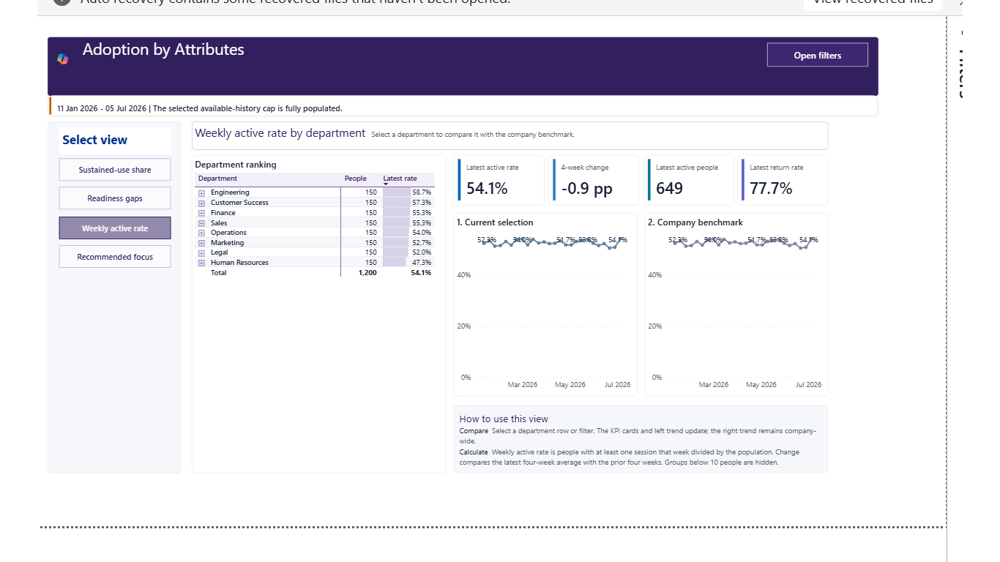 Auto recovery contains some recovered files that haven't been opened.
View recovered files
Filters
Adoption by Attributes
Open filters
11 Jan 2026 - 05 Jul 2026 | The selected available-history cap is fully populated.
Select view
Sustained-use share
Readiness gaps
Weekly active rate
Recommended focus
Weekly active rate by department Select a department to compare it with the company benchmark.
Department ranking
Department People Latest rate
Engineering 150 58.7%
Customer Success 150 57.3%
Finance 150 55.3%
Sales 150 55.3%
Operations 150 54.0%
Marketing 150 52.7%
Legal 150 52.0%
Human Resources 150 47.3%
Total 1,200 54.1%
Latest active rate
54.1%
4-week change
-0.9 pp
Latest active people
649
Latest return rate
77.7%
1. Current selection
52.3% 54.0% 51.7% 53.8% 54.1%
40%
20%
0%
Mar 2026 May 2026 Jul 2026
2. Company benchmark
52.3% 54.0% 51.7% 53.8% 54.1%
40%
20%
0%
Mar 2026 May 2026 Jul 2026
How to use this view
Compare Select a department row or filter. The KPI cards and left trend update; the right trend remains company-
wide.
Calculate Weekly active rate is people with at least one session that week divided by the population. Change
compares the latest four-week average with the prior four weeks. Groups below 10 people are hidden.